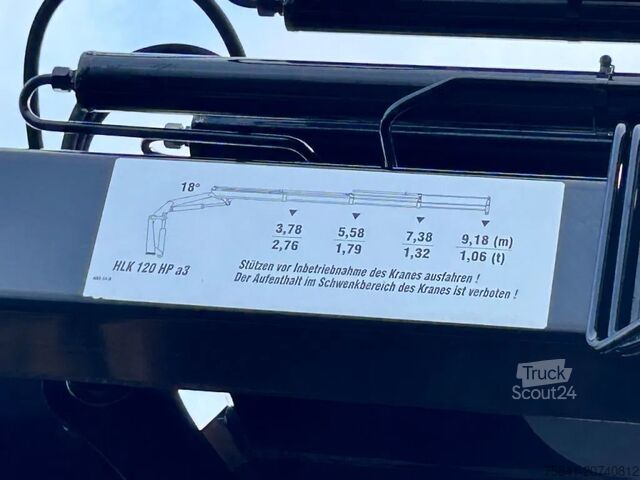 18°
3,78 5,58 7,38 9,18 (m)
2,76 1,79 1,32 1,06 (t)
HLK 120 HP a3
Stützen vor Inbetriebnahme des Kranes ausfahren !
Der Aufenthalt im Schwenkbereich des Kranes ist verboten !
Truck
Scout24